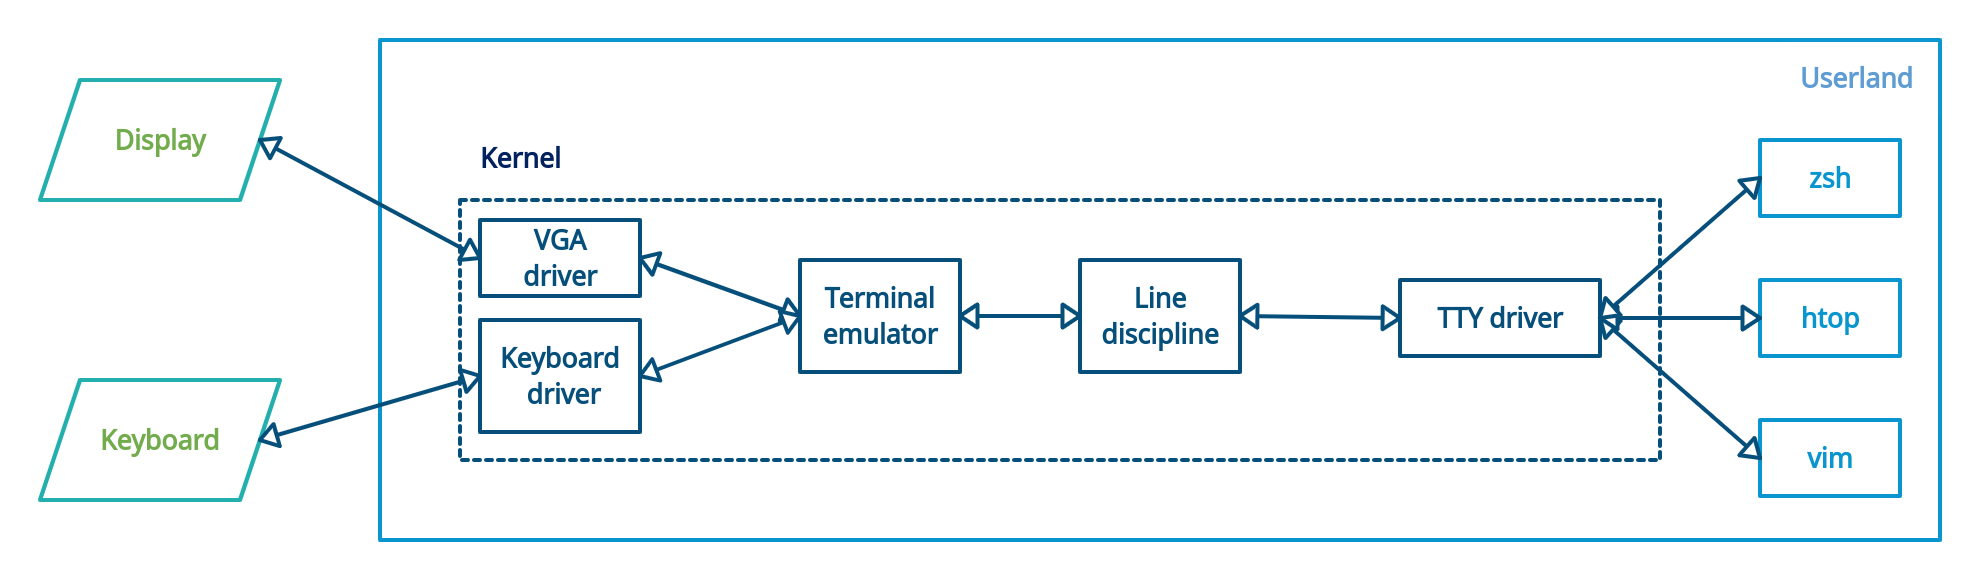 Userland
Display
Kernel
zsh
VGA
driver
Terminal
emulator
Line
discipline
TTY driver
htop
Keyboard
driver
Keyboard
vim